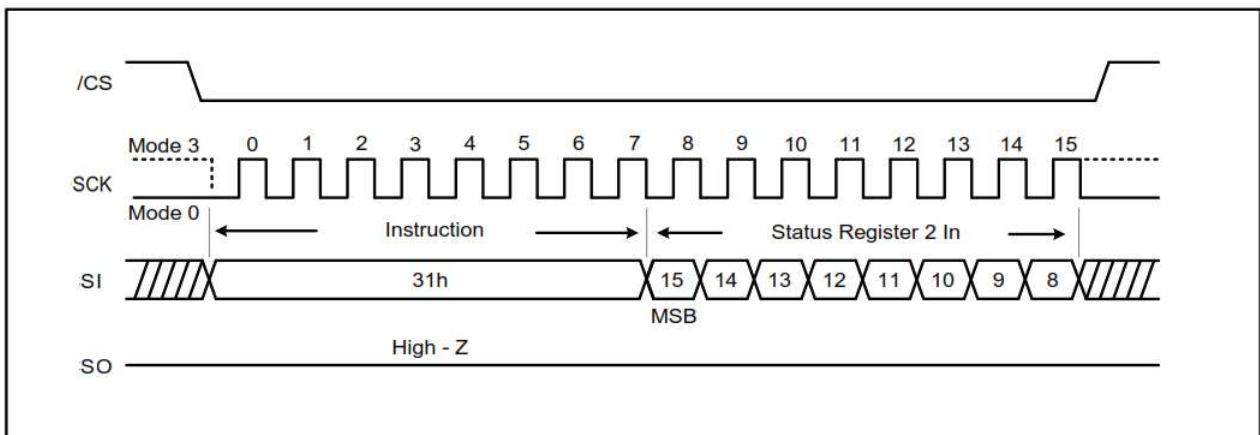 /CS
Mode 3 0 1 2 3 4 5 6 7 8 9 10 11 12 13 14 15
SCK
Mode 0
Instruction Status Register 2 In
SI 31h 15 14 13 12 11 10 9 8
MSB
High - Z
SO